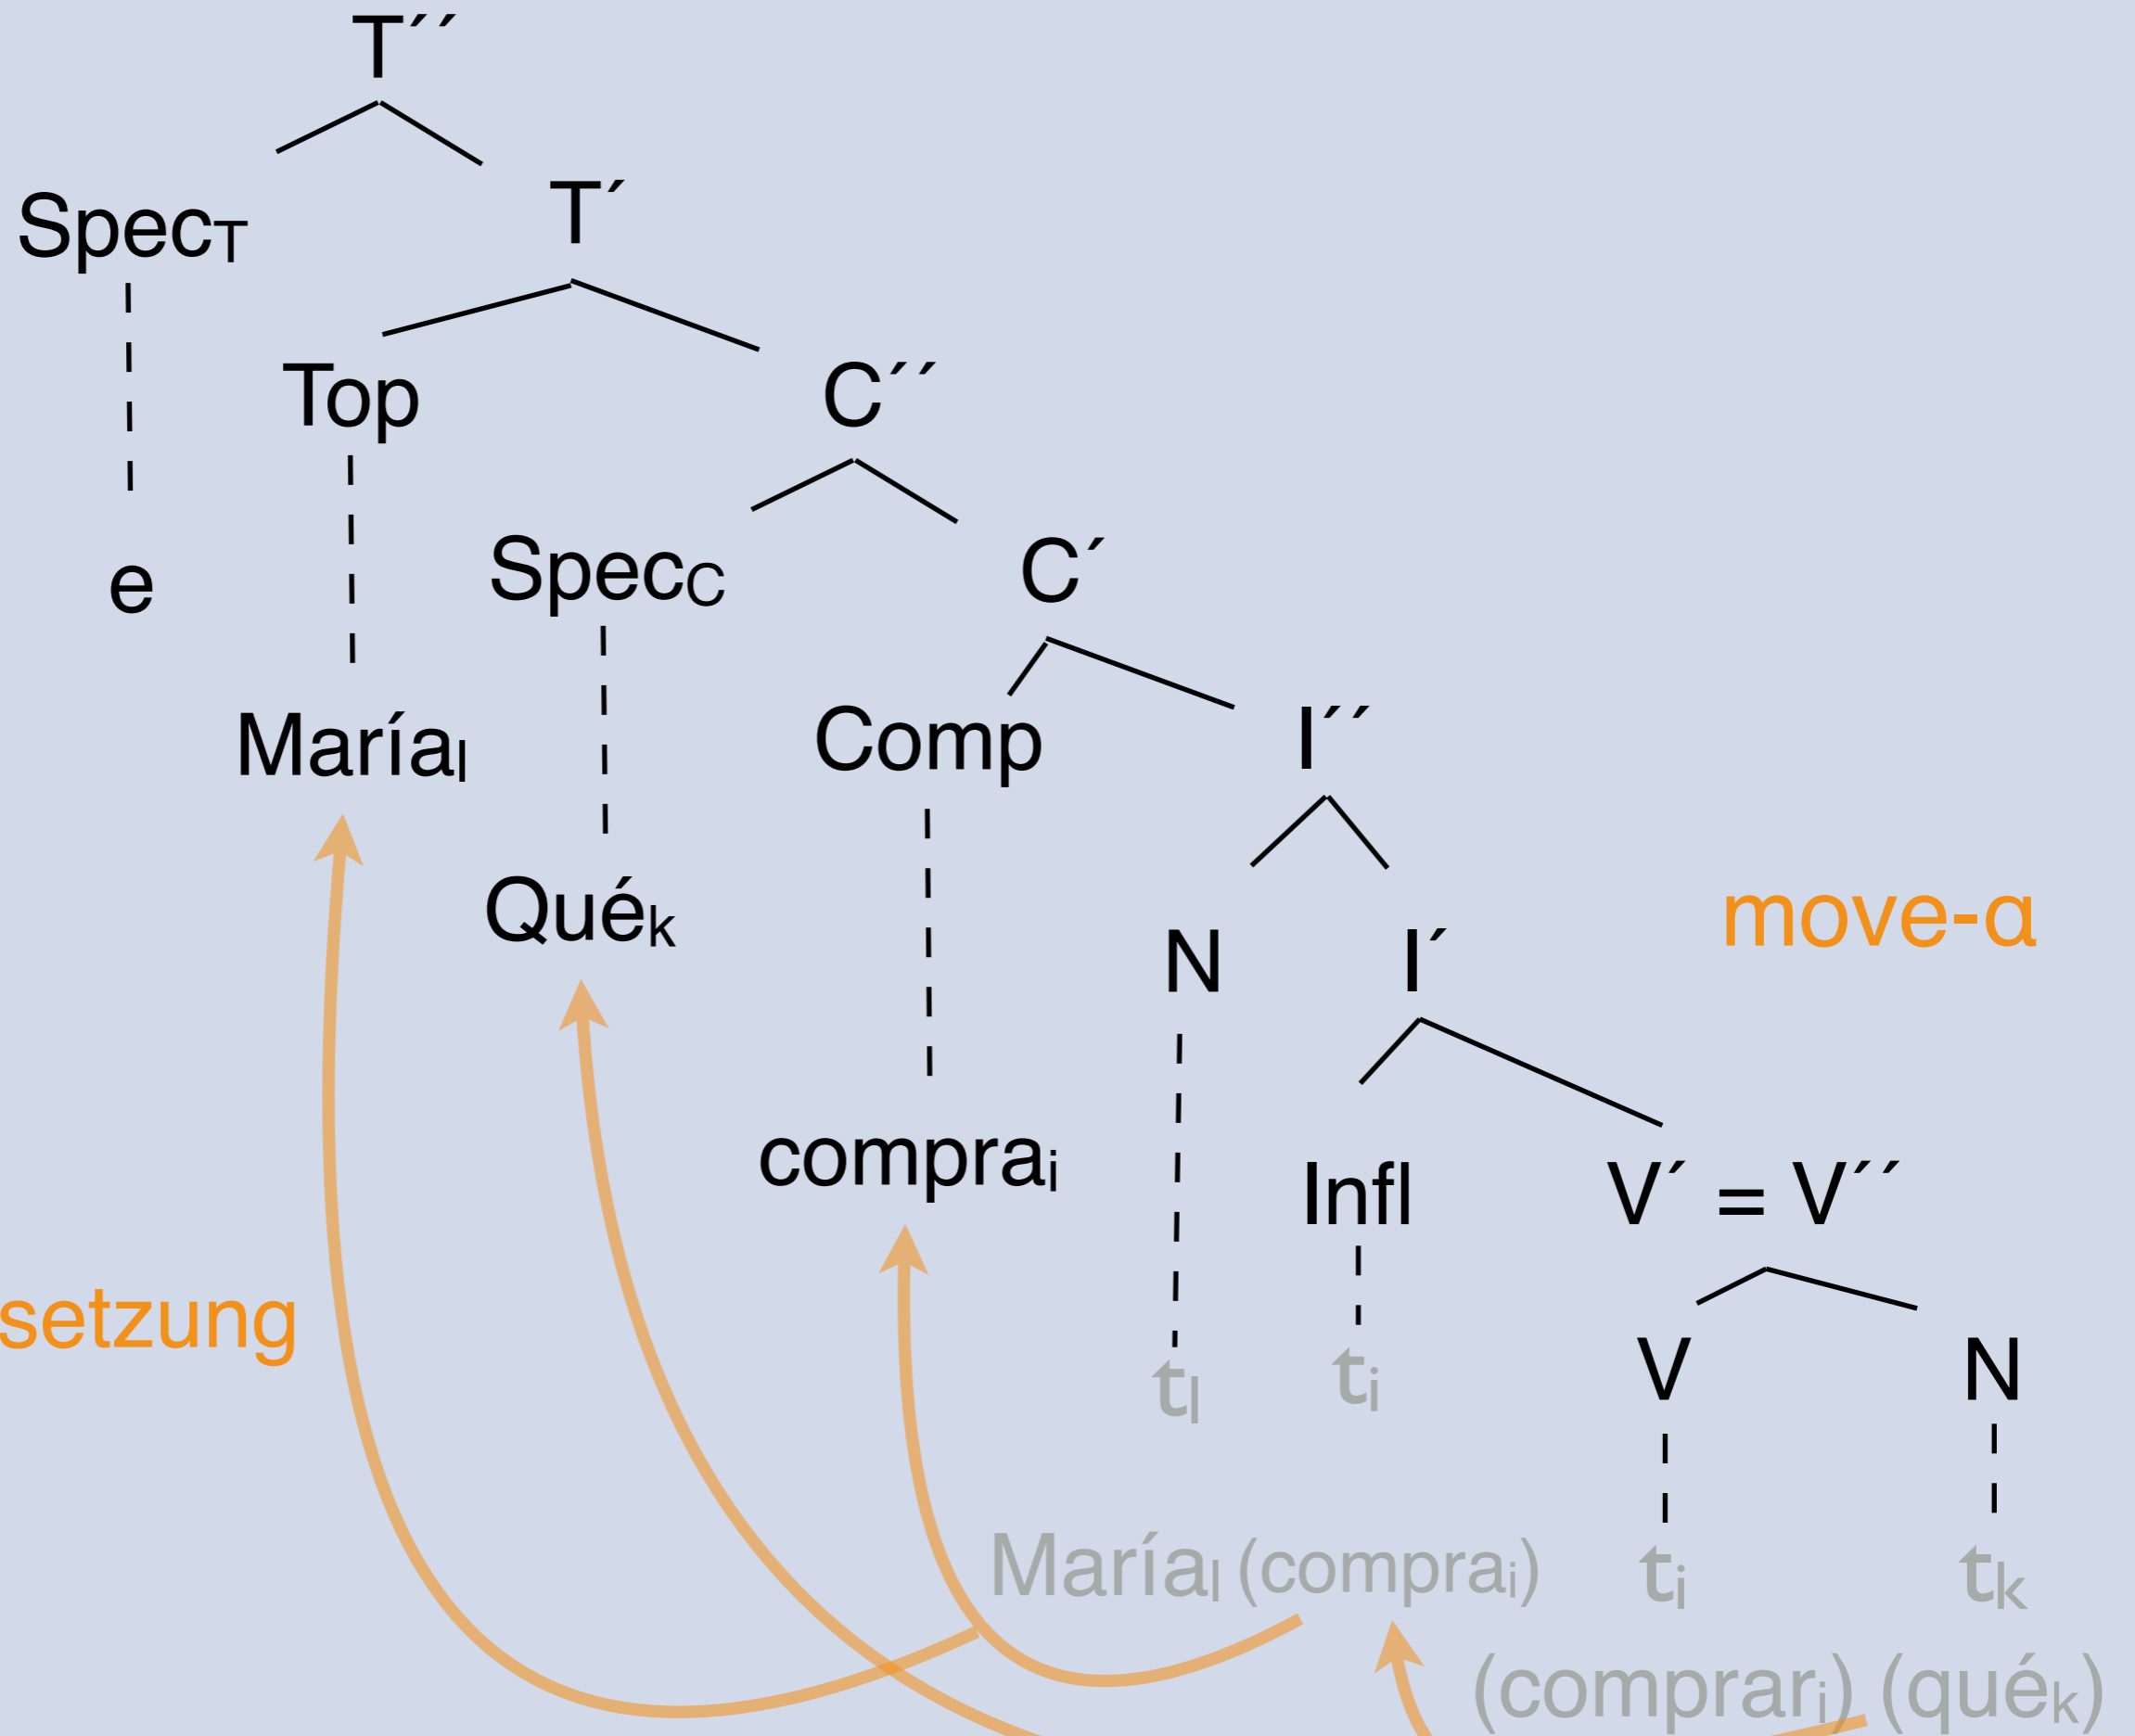 T´´
Spec_T T´
Top C´´
e Spec_C C´
María_l Comp I´´
Qué_k N I´ move-α
compra_i Infl V´ = V´´
setzung V N
t_l t_i
María_l (compra_i) t_i t_k
(comprar_i) (qué_k)